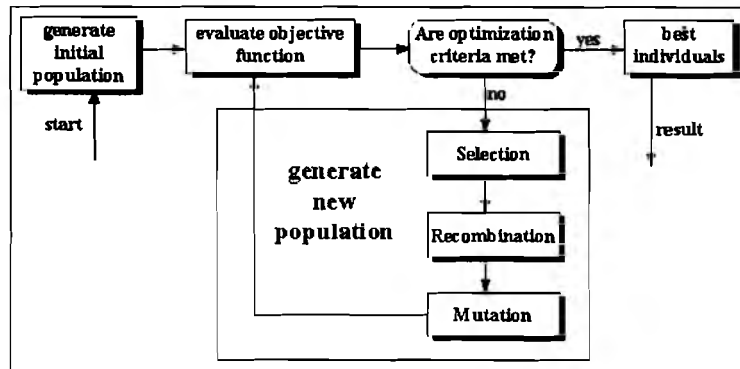 generate
initial
population
evaluate objective
function
Are optimization
criteria met?
yes
best
individuals
start
no
result
Selection
generate
new
population
Recombination
Mutation